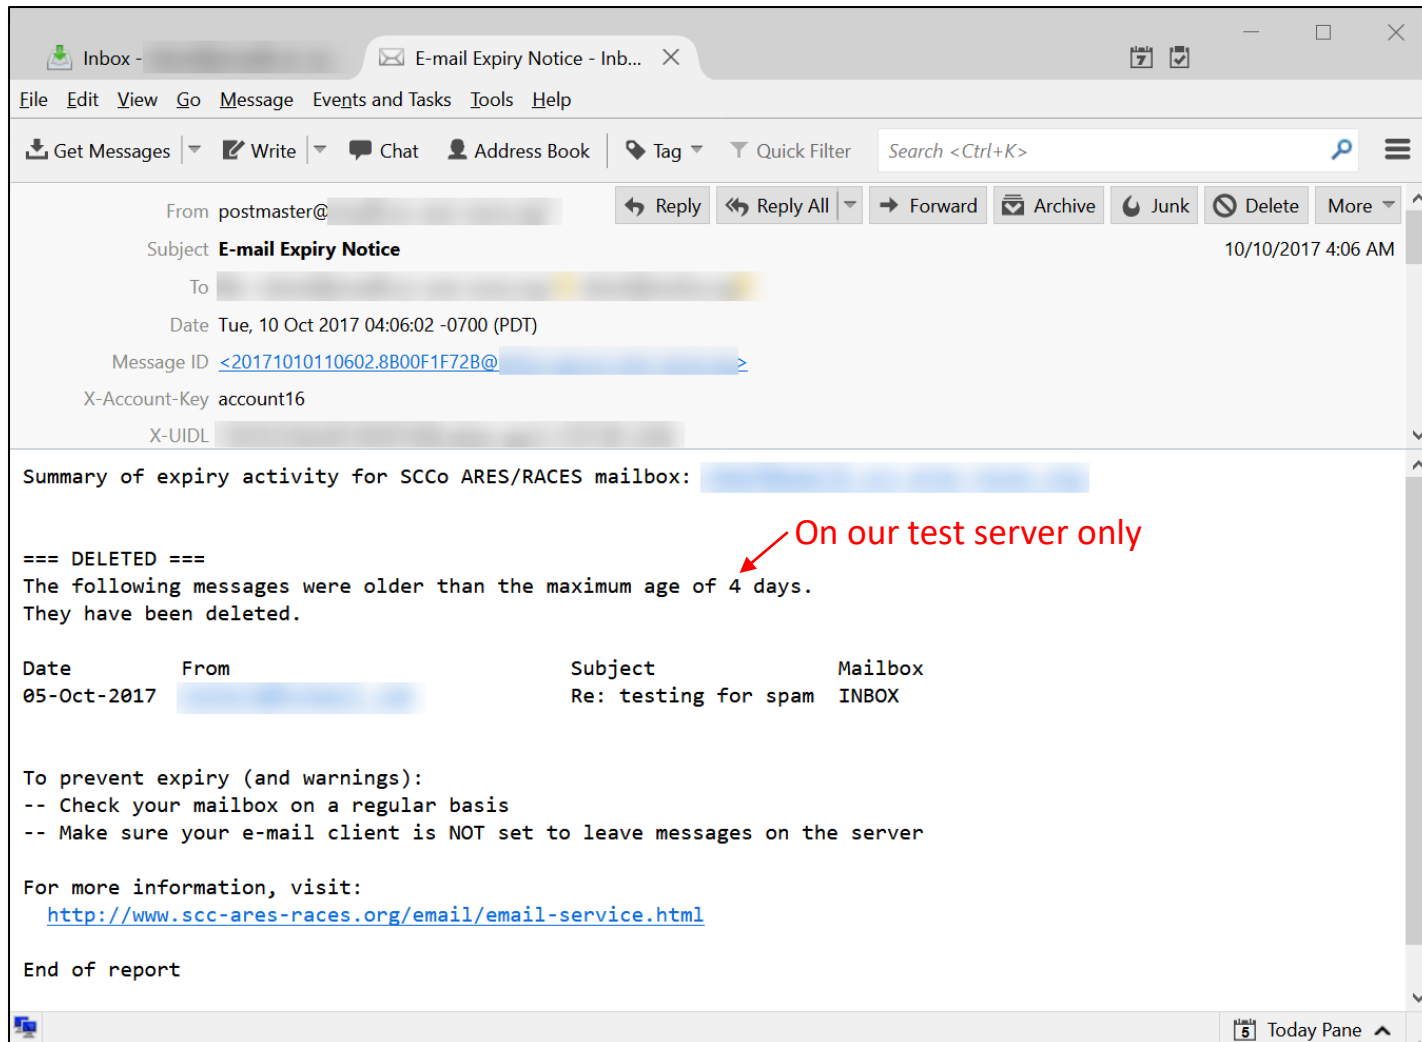 Inbox -
E-mail Expiry Notice - Inb...
7
File Edit View Go Message Events and Tasks Tools Help
Get Messages Write Chat Address Book Tag Quick Filter Search <Ctrl+K>
From postmaster@ Reply Reply All Forward Archive Junk Delete More
Subject E-mail Expiry Notice 10/10/2017 4:06 AM
To
Date Tue, 10 Oct 2017 04:06:02 -0700 (PDT)
Message ID <20171010110602.8B00F1F72B@ >
X-Account-Key account16
X-UIDL
Summary of expiry activity for SCCo ARES/RACES mailbox:
On our test server only
=== DELETED ===
The following messages were older than the maximum age of 4 days.
They have been deleted.
Date From Subject Mailbox
05-Oct-2017 Re: testing for spam INBOX
To prevent expiry (and warnings):
-- Check your mailbox on a regular basis
-- Make sure your e-mail client is NOT set to leave messages on the server
For more information, visit:
http://www.scc-ares-races.org/email/email-service.html
End of report
5 Today Pane